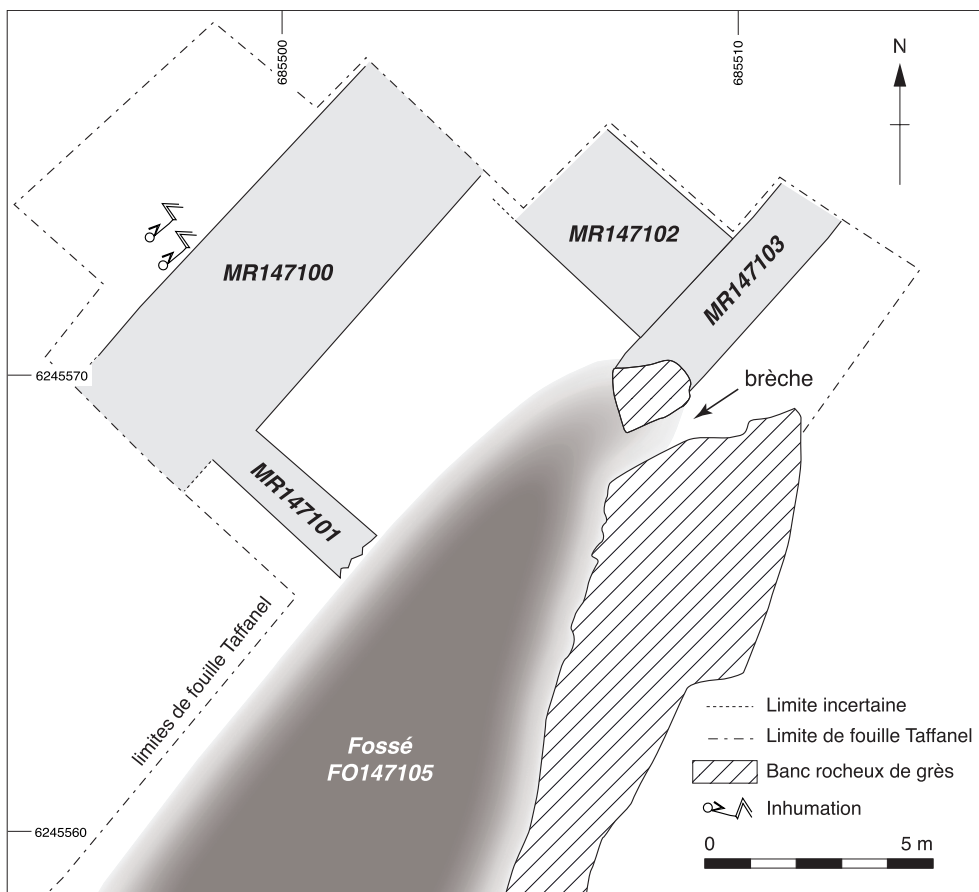 685500
685510
N
MR147102
MR147100
MR147103
6245570
brèche
MR147101
limites de fouille Taffanel
Fossé
FO147105
Limite incertaine
Limite de fouille Taffanel
Banc rocheux de grès
Inhumation
6245560
0 5 m